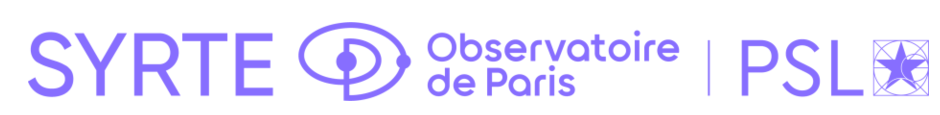 SYRTE
Observatoire
de Paris
PSL